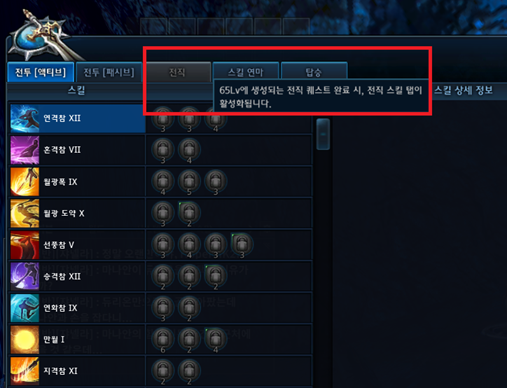 전투 [액티브] 전투 [패시브] 전직 스킬 연마 탑승
스킬 스킬 상세 정보
65Lv에 생성되는 전직 퀘스트 완료 시, 전직 스킬 탭이
활성화됩니다.
연격참 XII
3 3 4
혼격참 VII
3 4
월광폭 IX
4 5 3
월광 도약 X
3 2
선풍참 V
3 4 3 3
승격참 XII
2 2 2
연화참 IX
3 2
만월 I
6 2 4
지격참 XI
2 2